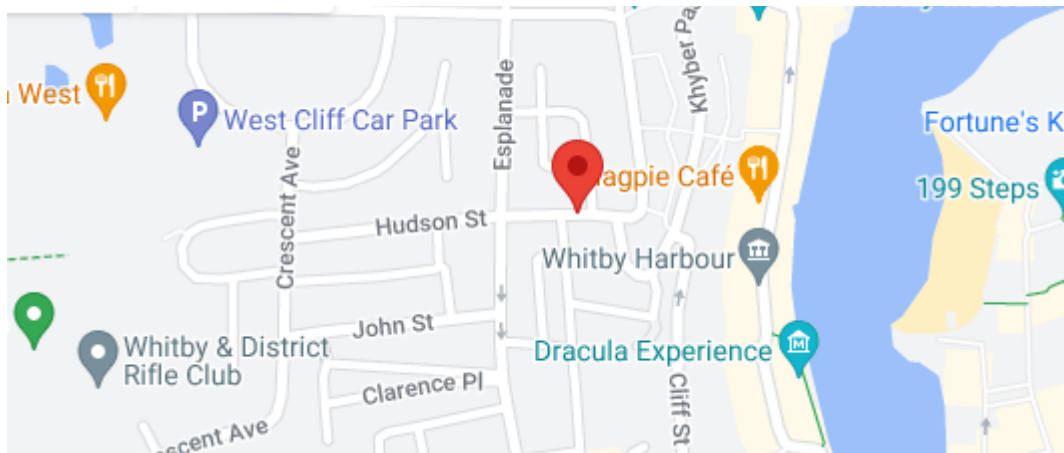 West
P
West Cliff Car Park
Esplanade
Khyber Pa
Fortune's K
agpie Café
199 Steps
Crescent Ave
Hudson St
Whitby Harbour
John St
Whitby & District
Rifle Club
Dracula Experience
M
Clarence Pl
Cliff St
scent Ave